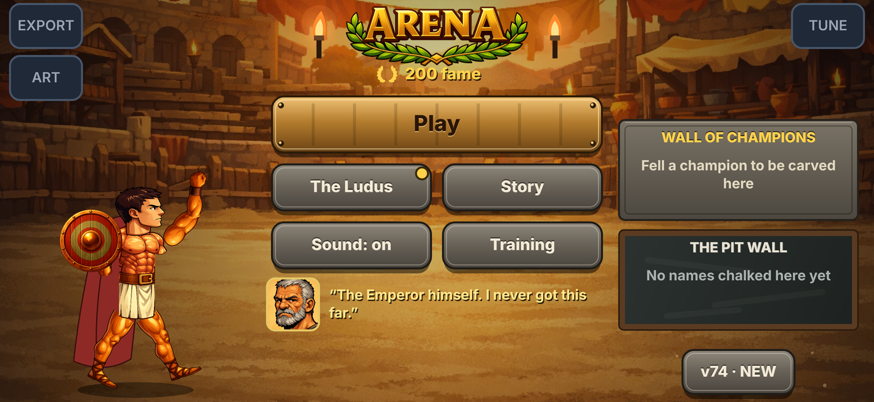 EXPORT
ART
ARENA
200 fame
TUNE
Play
The Ludus
Story
Sound: on
Training
“The Emperor himself. I never got this
far.”
WALL OF CHAMPIONS
Fell a champion to be carved
here
THE PIT WALL
No names chalked here yet
v74 · NEW